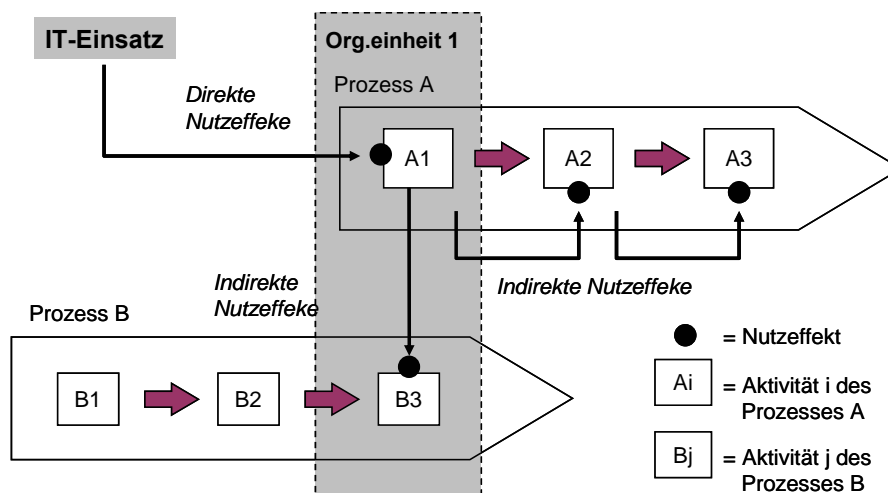 IT-Einsatz
Org.einheit 1
Direkte
Nutzeffeke
Prozess A
A1
A2
A3
Indirekte
Nutzeffeke
Indirekte Nutzeffeke
Prozess B
B1
B2
B3
= Nutzeffekt
Ai
= Aktivität i des
Prozesses A
Bj
= Aktivität j des
Prozesses B